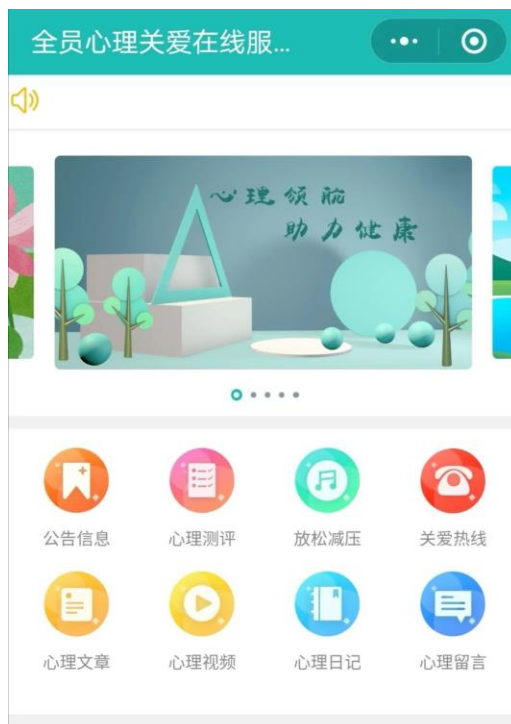 全员心理关爱在线服...
心理领航
助力健康
公告信息
心理测评
放松减压
关爱热线
心理文章
心理视频
心理日记
心理留言